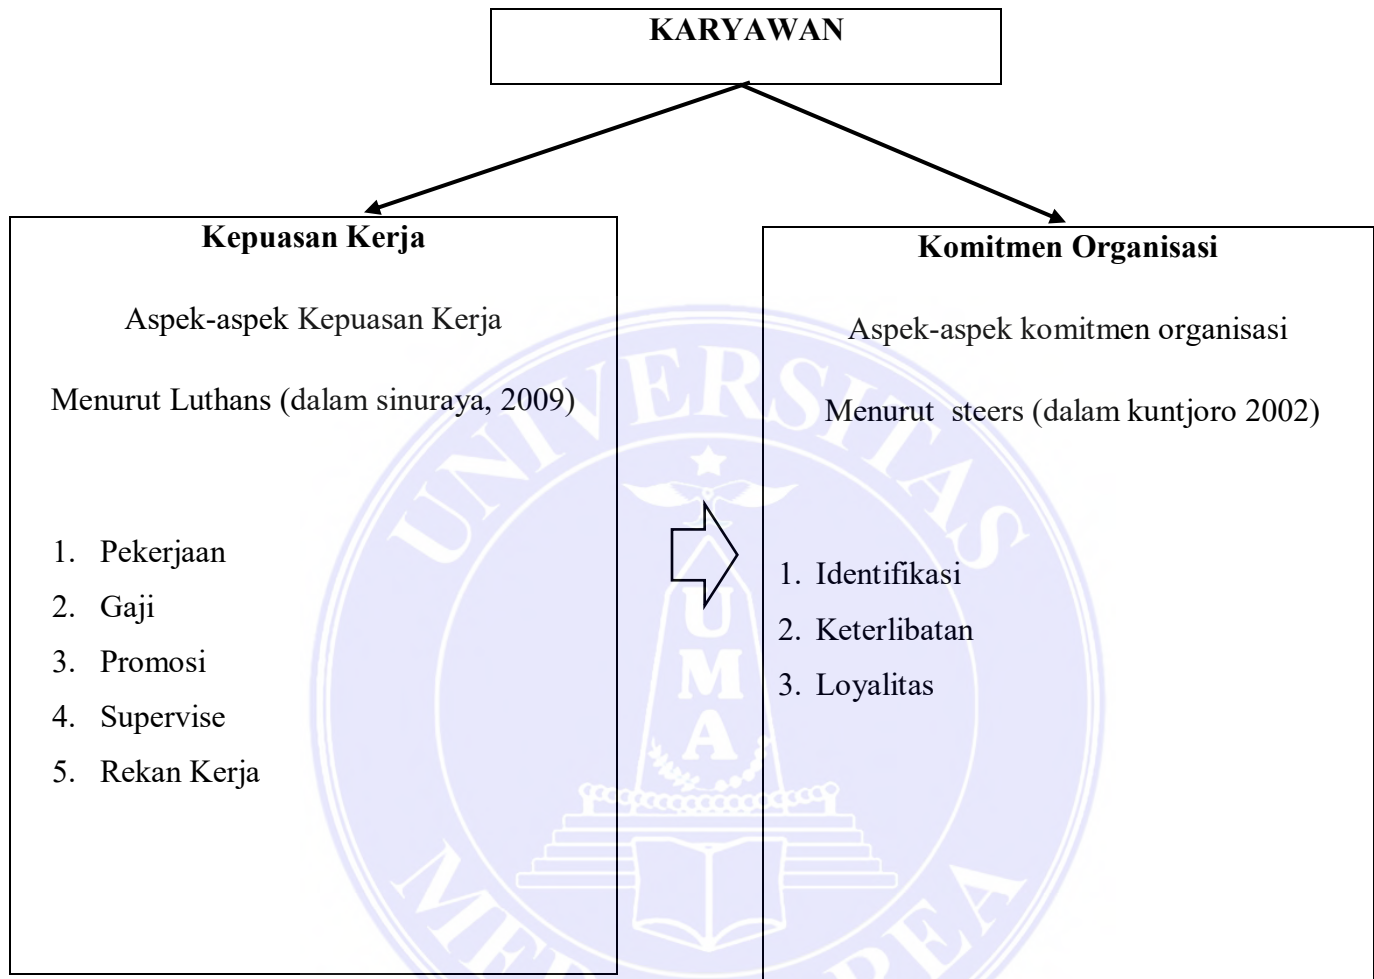 KARYAWAN
Kepuasan Kerja
Aspek-aspek Kepuasan Kerja
Menurut Luthans (dalam sinuraya, 2009)
1. Pekerjaan
2. Gaji
3. Promosi
4. Supervise
5. Rekan Kerja
Komitmen Organisasi
Aspek-aspek komitmen organisasi
Menurut steers (dalam kuntjoro 2002)
1. Identifikasi
2. Keterlibatan
3. Loyalitas
UNIVERSITAS
UMA